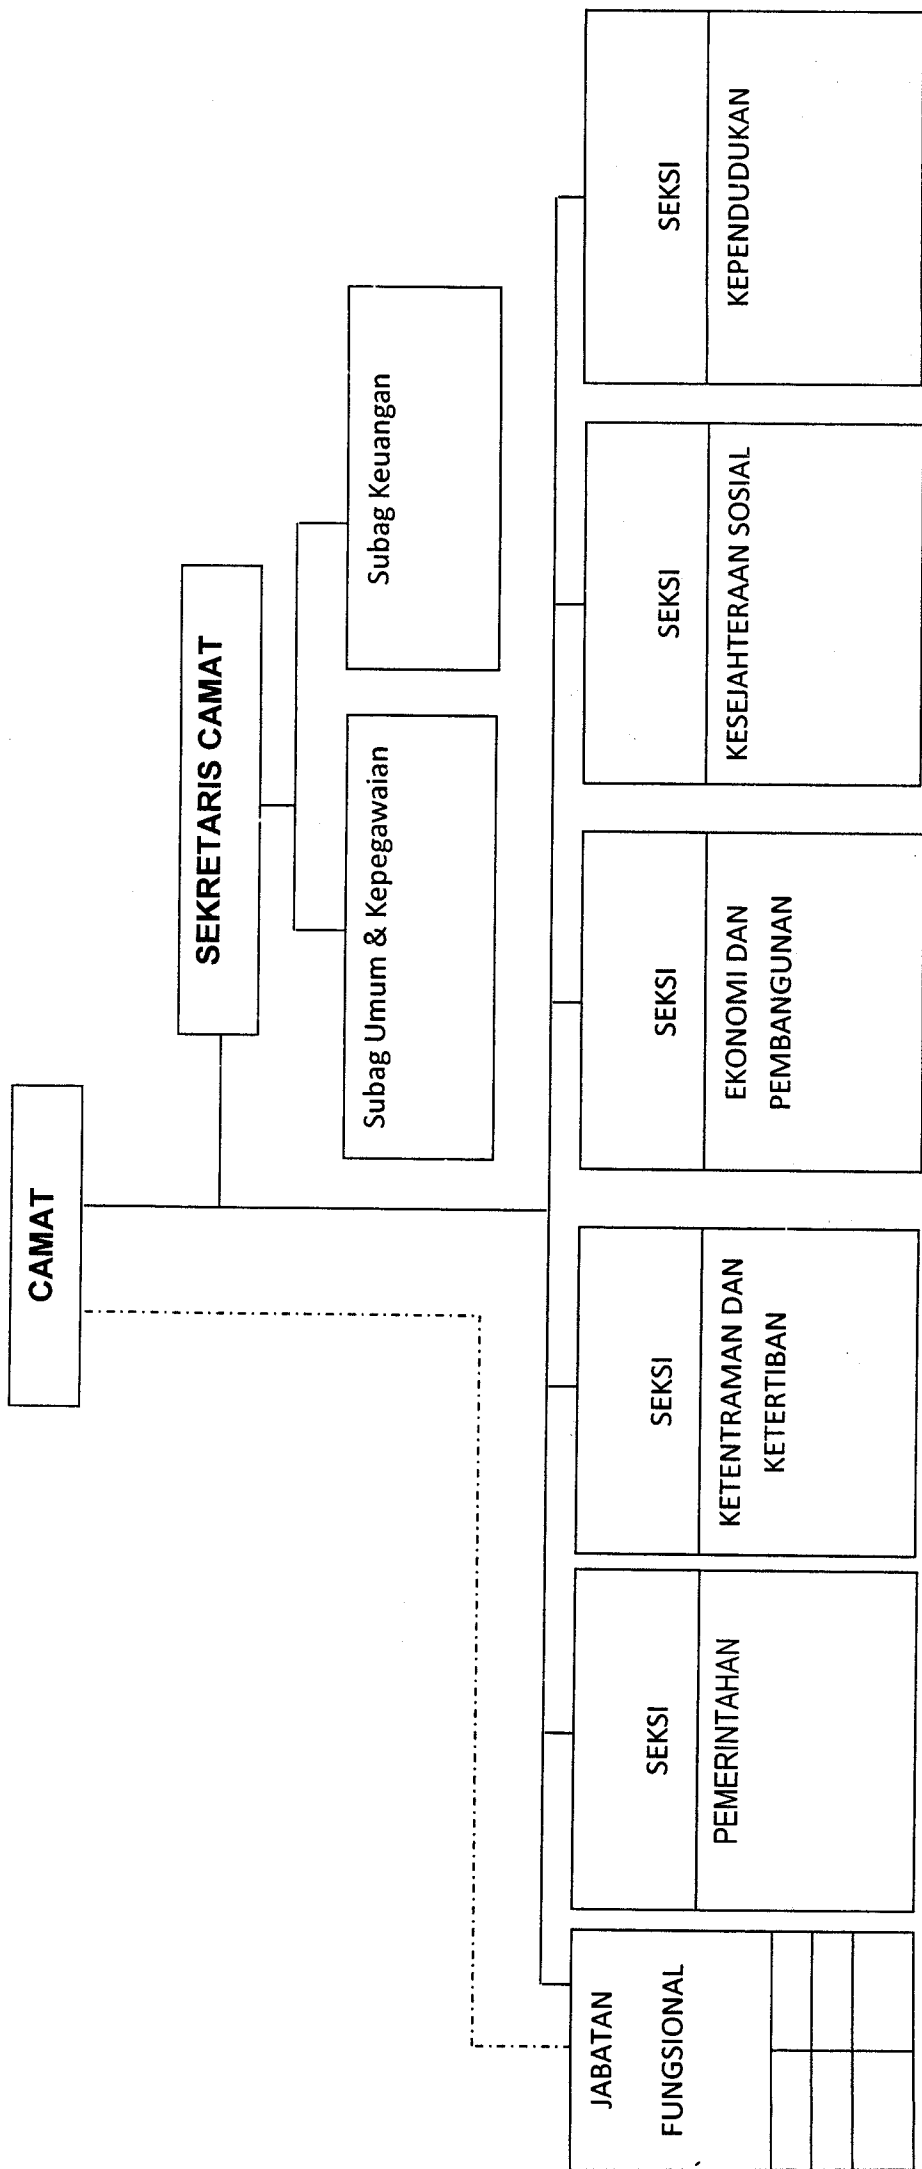 CAMAT
SEKRETARIS CAMAT
Subag Umum & Kepegawaian
Subag Keuangan
JABATAN
FUNGSIONAL
SEKSI
PEMERINTAHAN
SEKSI
KETENTRAMAN DAN
KETERTIBAN
SEKSI
EKONOMI DAN
PEMBANGUNAN
SEKSI
KESEJAHTERAAN SOSIAL
SEKSI
KEPENDUDUKAN